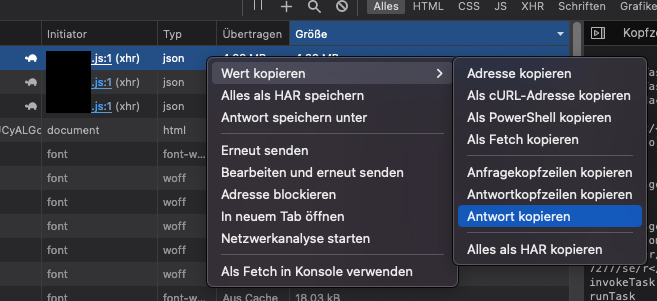 Alles HTML CSS JS XHR Schriften Grafike
Initiator Typ Übertragen Größe Kopfz
.js:1 (xhr) json
.js:1 (xhr) json
.js:1 (xhr) json
JCyALGc document html
font font-w…
font woff
font woff
font woff
font woff
font woff
font woff
font Aus Cache 18.03 kB
Wert kopieren
Alles als HAR speichern
Antwort speichern unter
Erneut senden
Bearbeiten und erneut senden
Adresse blockieren
In neuem Tab öffnen
Netzwerkanalyse starten
Als Fetch in Konsole verwenden
Adresse kopieren
Als cURL-Adresse kopieren
Als PowerShell kopieren
Als Fetch kopieren
Anfragekopfzeilen kopieren
Antwortkopfzeilen kopieren
Antwort kopieren
Alles als HAR kopieren
7277/se/r</
invokeTask
runTask